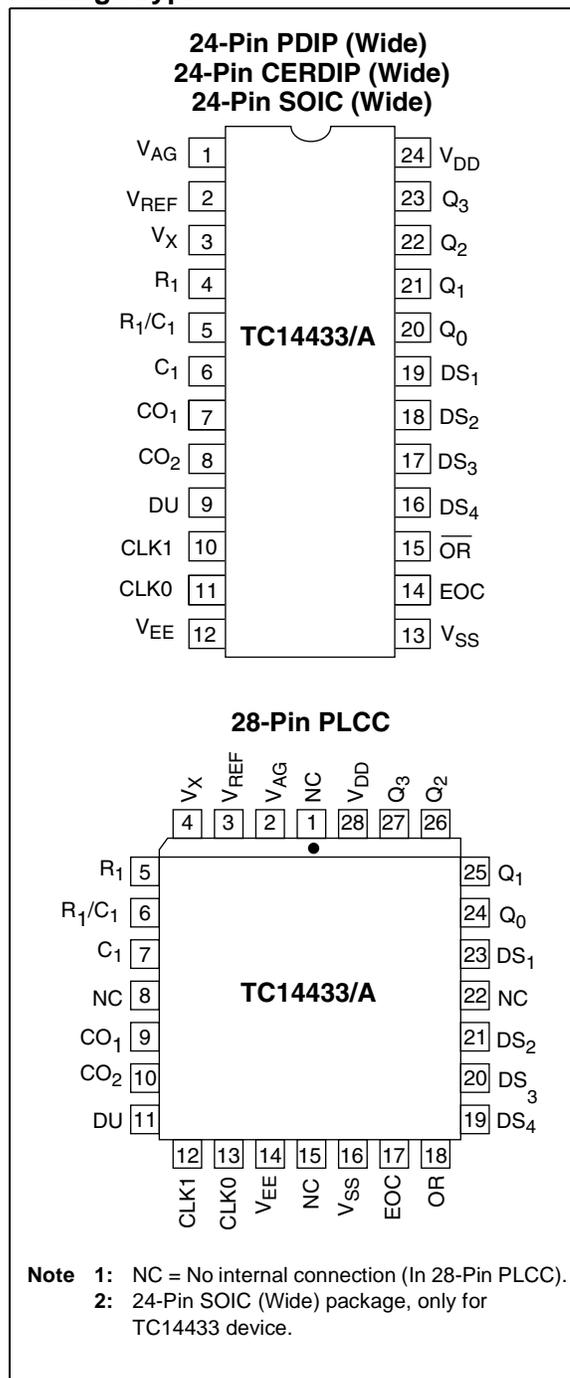 24-Pin PDIP (Wide)
24-Pin CERDIP (Wide)
24-Pin SOIC (Wide)
VAG 1 24 VDD
VREF 2 23 Q3
VX 3 22 Q2
R1 4 21 Q1
R1/C1 5 TC14433/A 20 Q0
C1 6 19 DS1
CO1 7 18 DS2
CO2 8 17 DS3
DU 9 16 DS4
CLK1 10 15 OR
CLK0 11 14 EOC
VEE 12 13 VSS
28-Pin PLCC
VX VREF VAG NC VDD Q3 Q2
4 3 2 1 28 27 26
R1 5 25 Q1
R1/C1 6 24 Q0
C1 7 23 DS1
NC 8 TC14433/A 22 NC
CO1 9 21 DS2
CO2 10 20 DS3
DU 11 19 DS4
12 13 14 15 16 17 18
CLK1 CLK0 VEE NC VSS EOC OR
Note 1: NC = No internal connection (In 28-Pin PLCC).
2: 24-Pin SOIC (Wide) package, only for
TC14433 device.